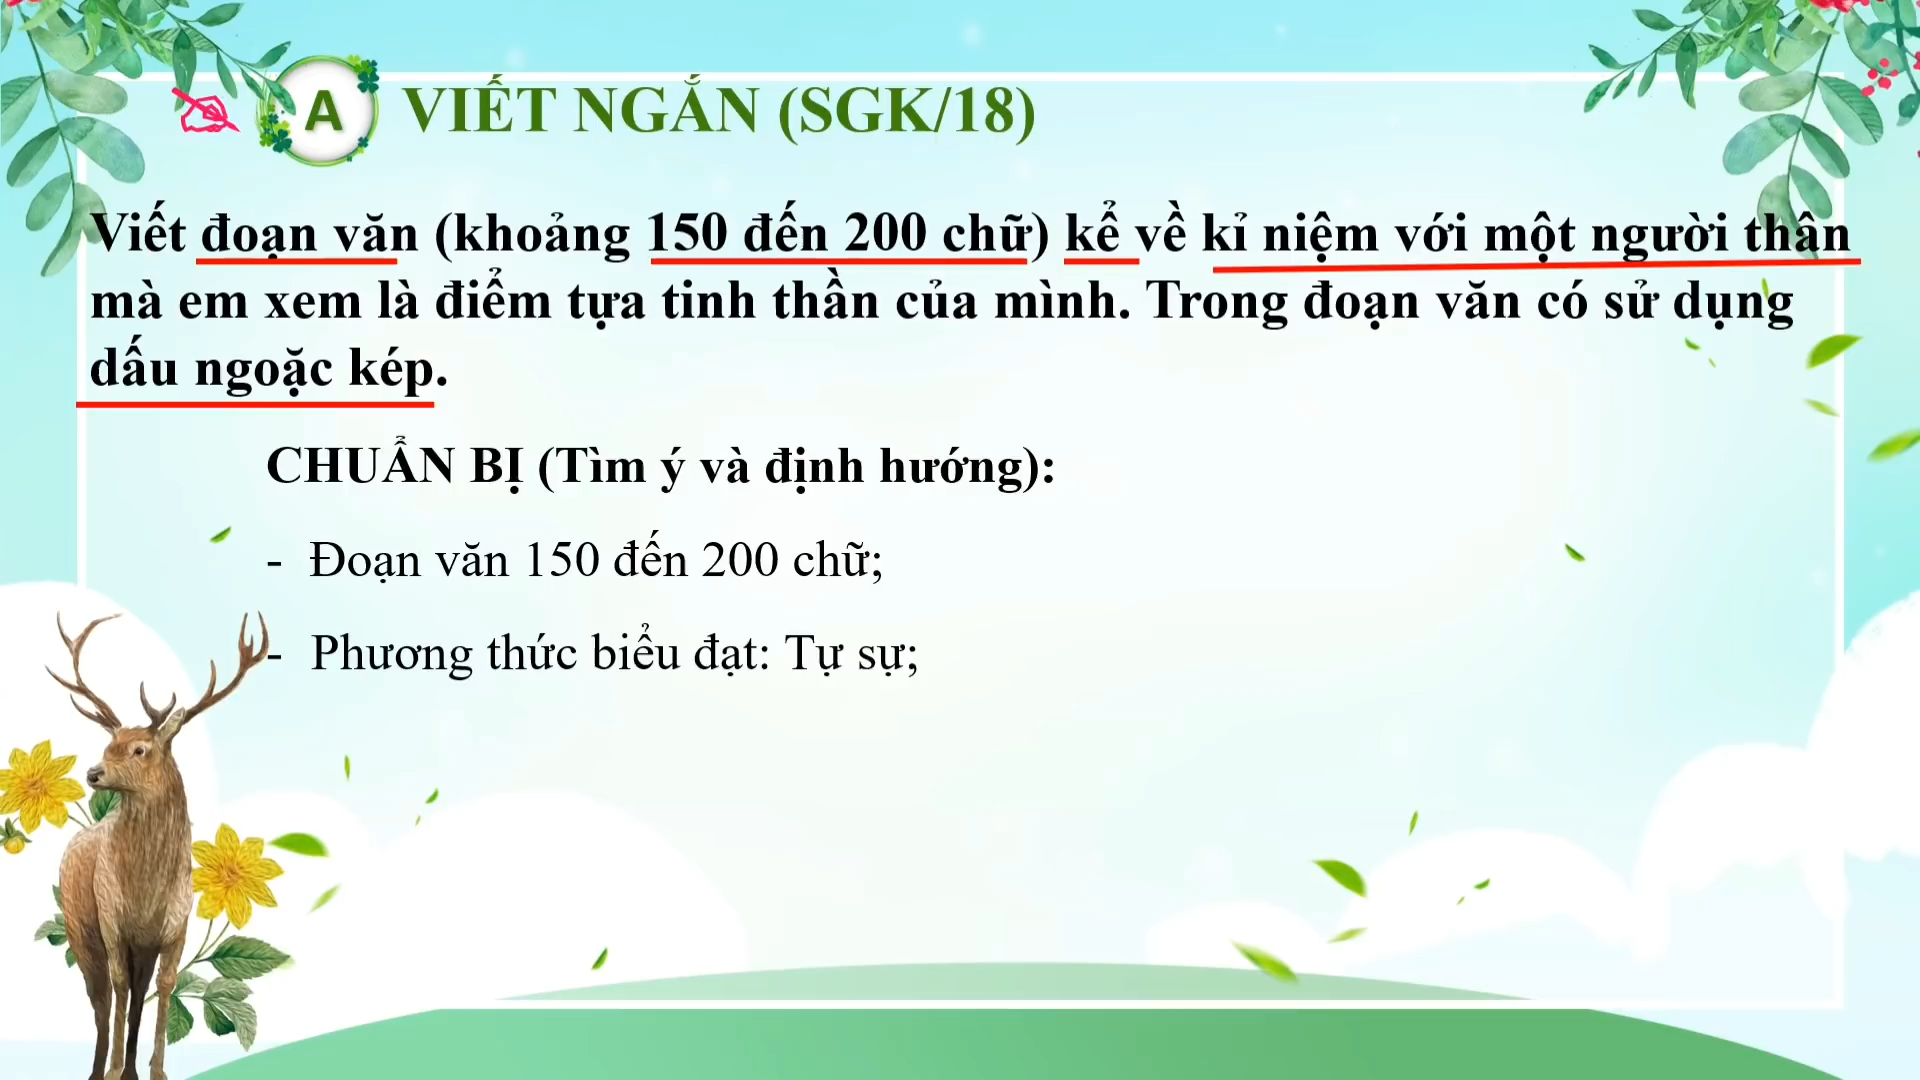 A VIẾT NGẮN (SGK/18)
Viết đoạn văn (khoảng 150 đến 200 chữ) kể về kỉ niệm với một người thân
mà em xem là điểm tựa tinh thần của mình. Trong đoạn văn có sử dụng
dấu ngoặc kép.
CHUẨN BỊ (Tìm ý và định hướng):
- Đoạn văn 150 đến 200 chữ;
- Phương thức biểu đạt: Tự sự;